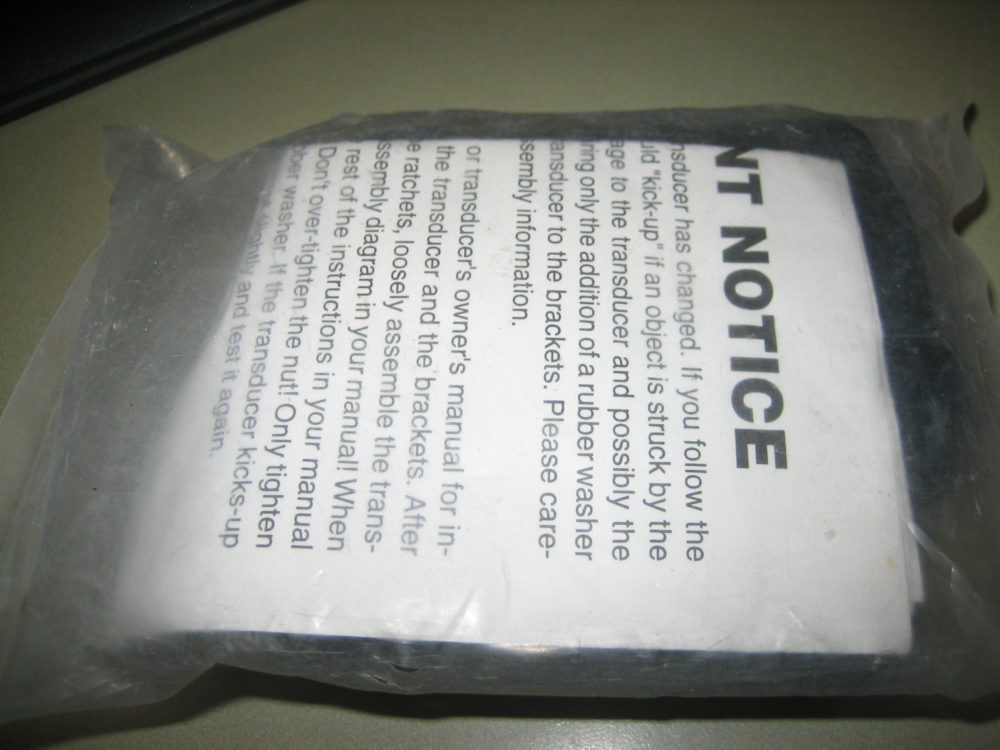 NT NOTICE
nsducer has changed. If you follow the
uld "kick-up" if an object is struck by the
age to the transducer and possibly the
ring only the addition of a rubber washer
ansducer to the brackets. Please care-
sembly information.
or transducer's owner's manual for in-
the transducer and the brackets. After
e ratchets, loosely assemble the trans-
ssembly diagram in your manual! When
rest of the instructions in your manual
Don't over-tighten the nut! Only tighten
ber washer. If the transducer kicks-up
slightly and test it again.